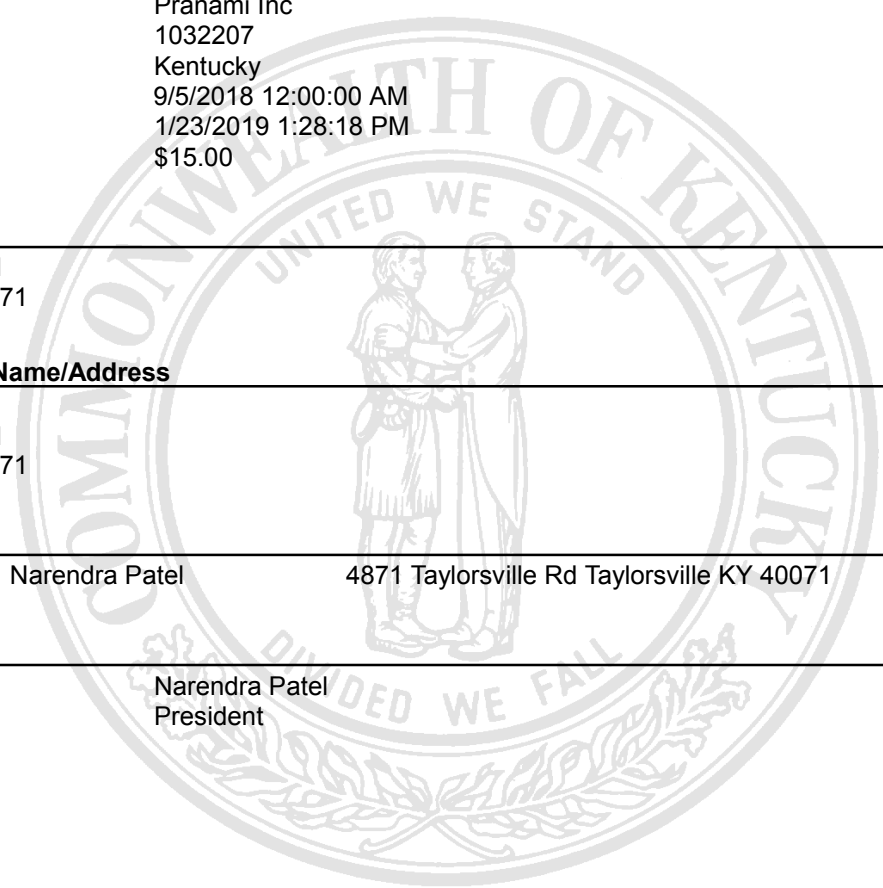 Pranami Inc
1032207
Kentucky
9/5/2018 12:00:00 AM
1/23/2019 1:28:18 PM
$15.00
71
Name/Address
71
Narendra Patel 4871 Taylorsville Rd Taylorsville KY 40071
Narendra Patel
President
COMMONWEALTH OF KENTUCKY
UNITED WE STAND
DIVIDED WE FALL